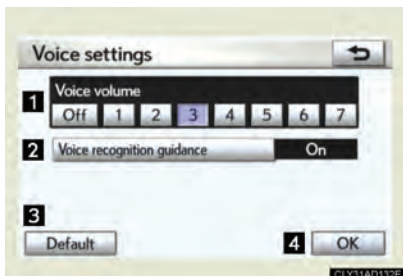 Voice settings
1
Voice volume
Off 1 2 3 4 5 6 7
2 Voice recognition guidance On
3
Default
4 OK
CLY31AD132E